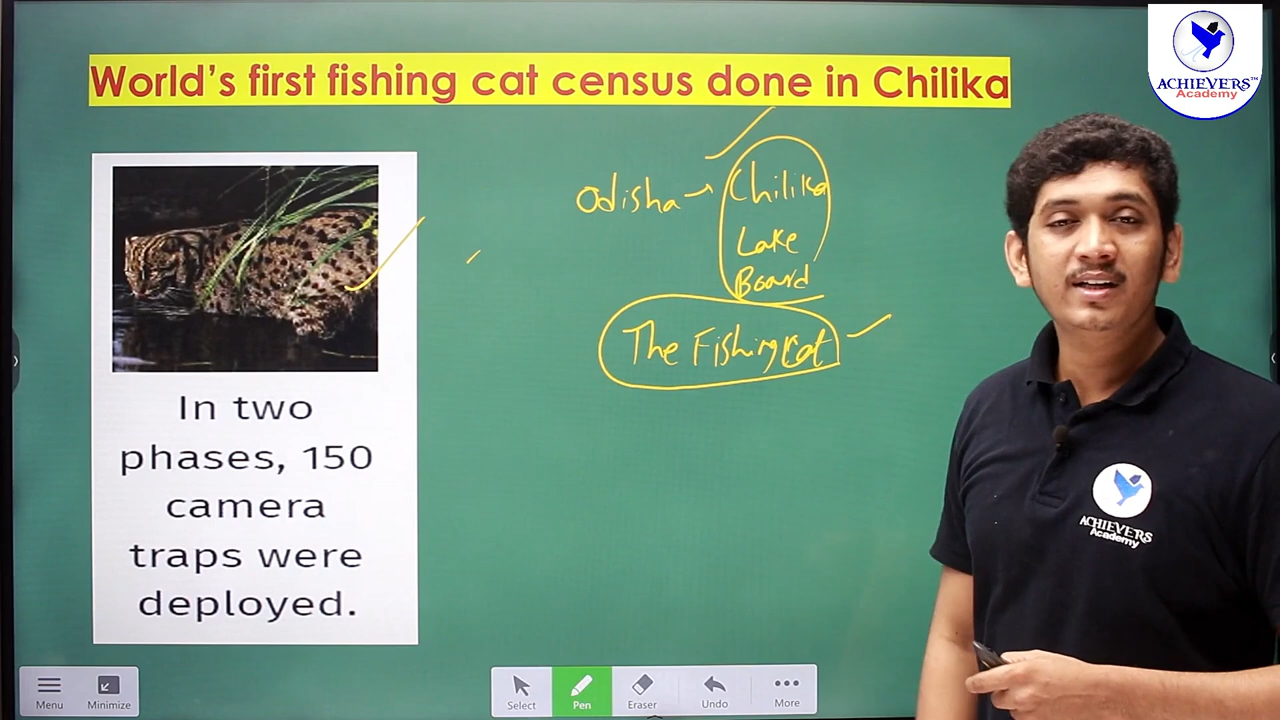 World's first fishing cat census done in Chilika
ACHIEVERS™
Academy
Odisha → Chilika
Lake
Board
The Fishing cat
In two
phases, 150
camera
traps were
deployed.
ACHIEVERS
Academy
Menu
Minimize
Select
Pen
Eraser
Undo
More